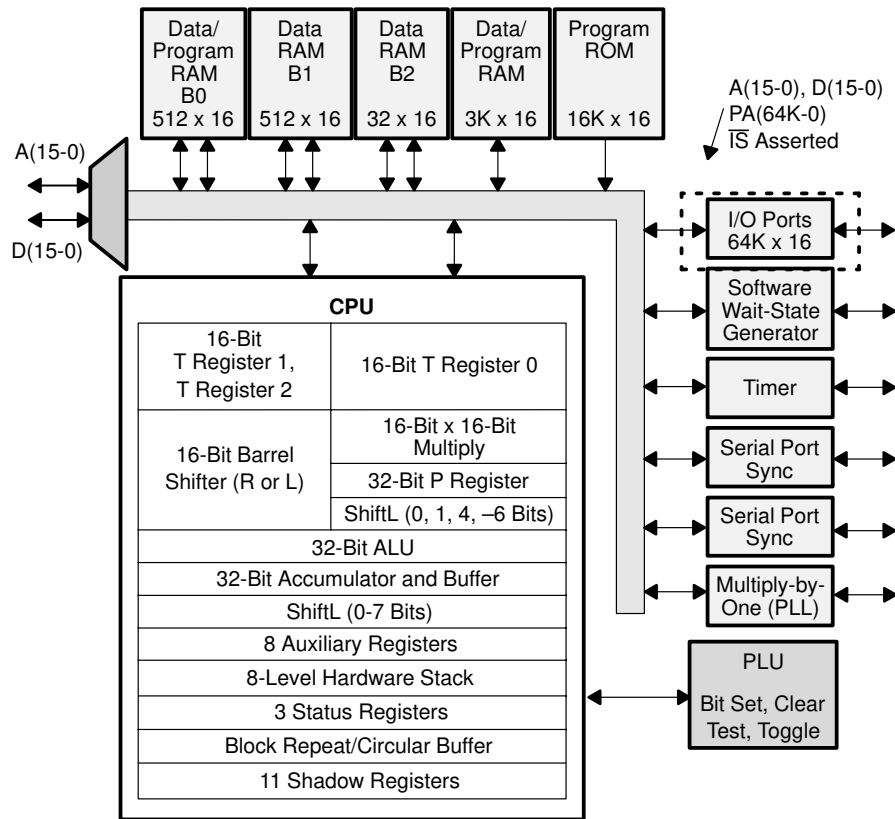 Data/
Program
RAM
B0
512 x 16
Data
RAM
B1
512 x 16
Data
RAM
B2
32 x 16
Data/
Program
RAM
3K x 16
Program
ROM
16K x 16
A(15-0), D(15-0)
PA(64K-0)
IS Asserted
A(15-0)
D(15-0)
I/O Ports
64K x 16
Software
Wait-State
Generator
Timer
Serial Port
Sync
Serial Port
Sync
Multiply-by-
One (PLL)
PLU
Bit Set, Clear
Test, Toggle
CPU
16-Bit
T Register 1,
T Register 2
16-Bit T Register 0
16-Bit Barrel
Shifter (R or L)
16-Bit x 16-Bit
Multiply
32-Bit P Register
ShiftL (0, 1, 4, –6 Bits)
32-Bit ALU
32-Bit Accumulator and Buffer
ShiftL (0-7 Bits)
8 Auxiliary Registers
8-Level Hardware Stack
3 Status Registers
Block Repeat/Circular Buffer
11 Shadow Registers